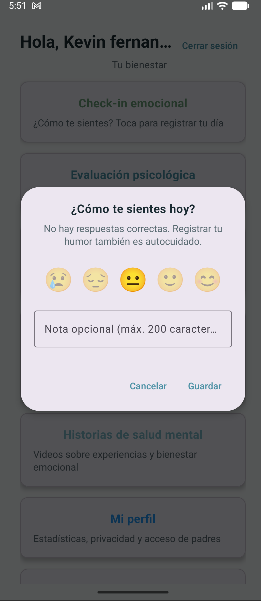 5:51
Hola, Kevin fernan...
Cerrar sesión
Tu bienestar
Check-in emocional
¿Cómo te sientes? Toca para registrar tu día
Evaluación psicológica
¿Cómo te sientes hoy?
No hay respuestas correctas. Registrar tu
humor también es autocuidado.
Nota opcional (máx. 200 caracter...
Cancelar
Guardar
Historias de salud mental
Videos sobre experiencias y bienestar
emocional
Mi perfil
Estadísticas, privacidad y acceso de padres